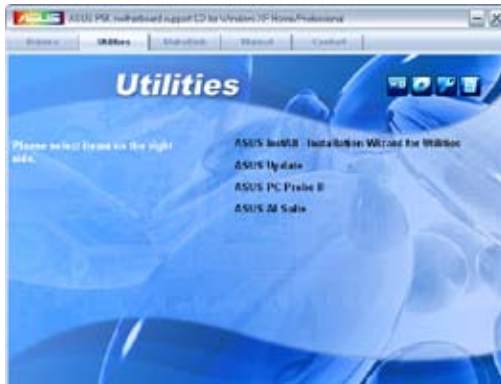 ASUS P5K motherboard support CD for Windows XP Home/Professional
Drivers Utilities Make Disk Manual Contact
Utilities
Please select items on the right
side.
ASUS InstAll - Installation Wizard for Utilities
ASUS Update
ASUS PC Probe II
ASUS AI Suite